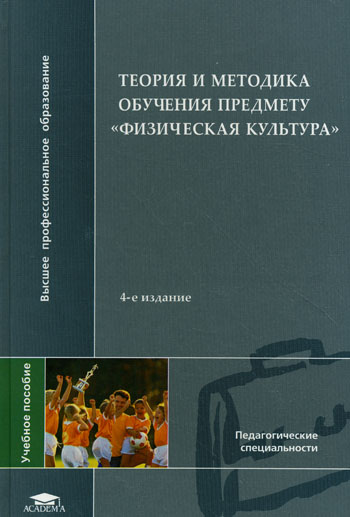 ТЕОРИЯ И МЕТОДИКА
ОБУЧЕНИЯ ПРЕДМЕТУ
«ФИЗИЧЕСКАЯ КУЛЬТУРА»
Высшее профессиональное образование
4-е издание
Учебное пособие
Педагогические
специальности
ACADEMA